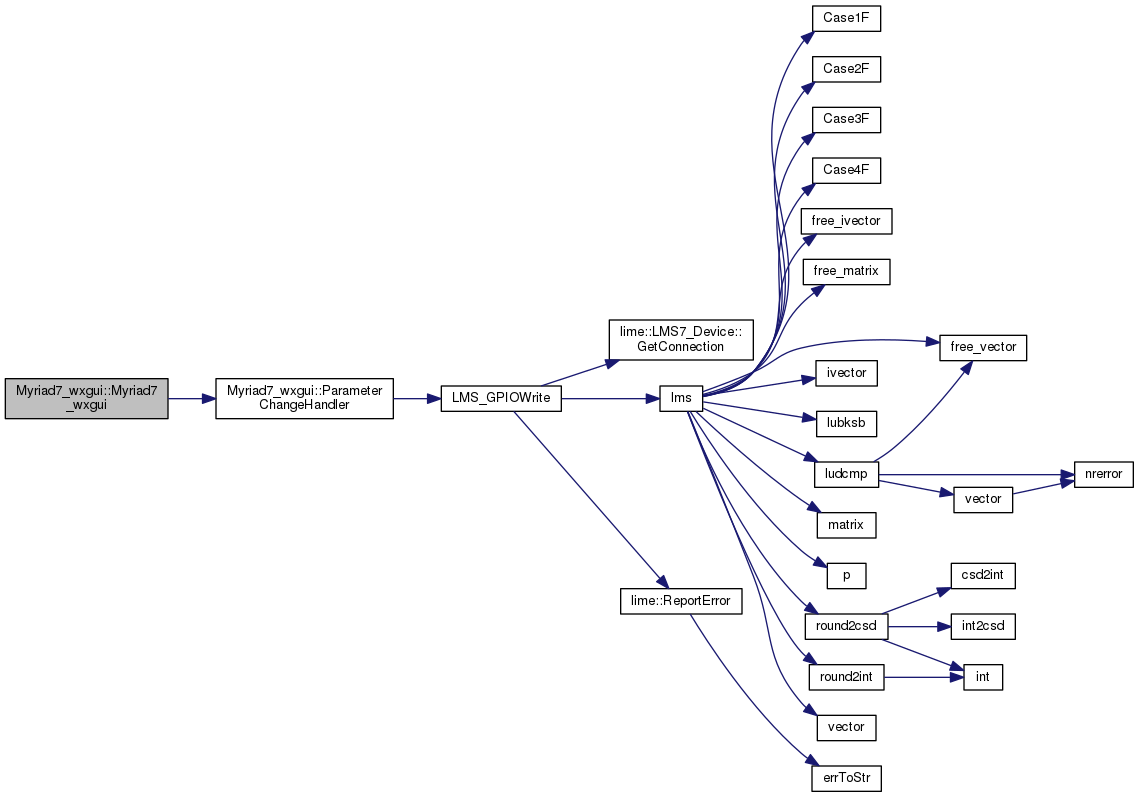 Case1F
Case2F
Case3F
Case4F
free_ivector
free_matrix
lime::LMS7_Device::
GetConnection
free_vector
ivector
Myriad7_wxgui::Myriad7
_wxgui
Myriad7_wxgui::Parameter
ChangeHandler
LMS_GPIOWrite
lms
lubksb
ludcmp
nrerror
vector
matrix
p
csd2int
lime::ReportError
round2csd
int2csd
round2int
int
vector
errToStr